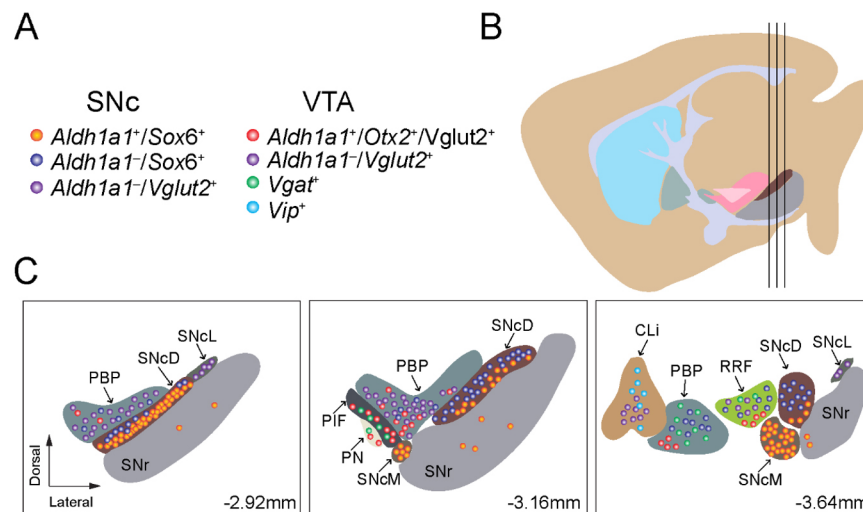 A
B
SNc
VTA
Aldh1a1⁺/Sox6⁺
Aldh1a1⁻/Sox6⁺
Aldh1a1⁻/Vglut2⁺
Aldh1a1⁺/Otx2⁺/Vglut2⁺
Aldh1a1⁻/Vglut2⁺
Vgat⁺
Vip⁺
C
PBP
SNcD
SNcL
SNr
Dorsal
Lateral
-2.92mm
PBP
SNcD
PIF
PN
SNcM
SNr
-3.16mm
CLi
PBP
RRF
SNcD
SNcL
SNr
SNcM
-3.64mm